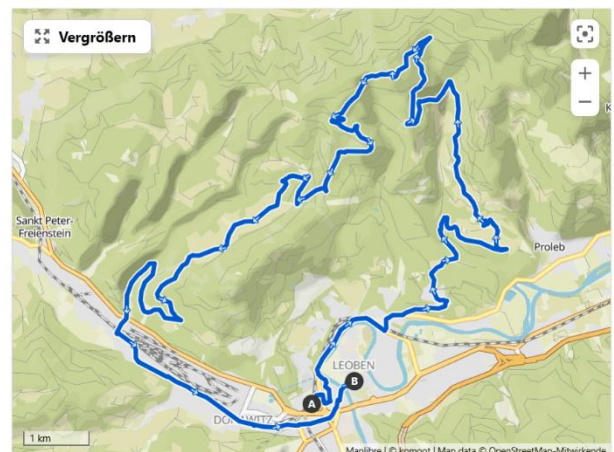 Vergrößern
+
−
K
Sankt Peter-
Freienstein
Proleb
LEOBEN
B
A
DONAWITZ
1 km
Maplibre | © komoot | Map data © OpenStreetMap-Mitwirkende